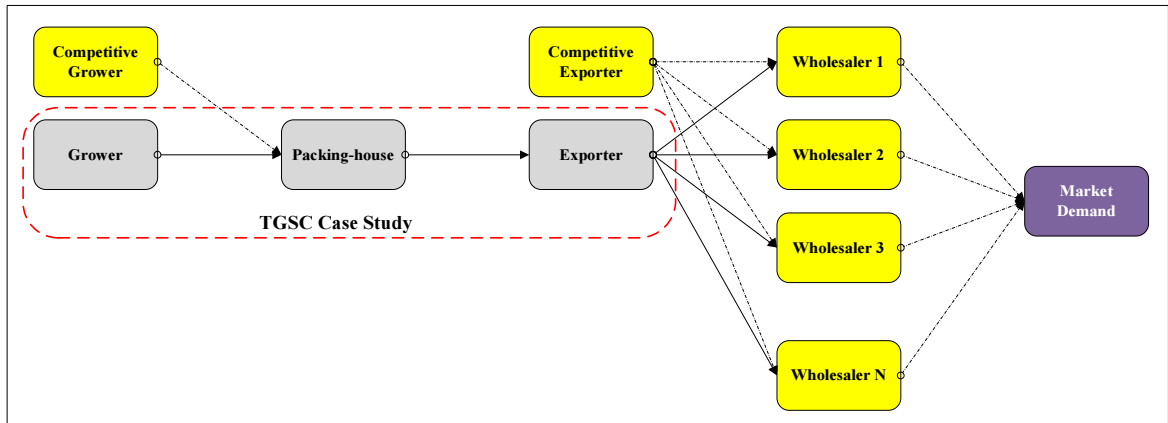 Competitive
Grower
Competitive
Exporter
Wholesaler 1
Grower
Packing-house
Exporter
Wholesaler 2
Market
Demand
TGSC Case Study
Wholesaler 3
Wholesaler N